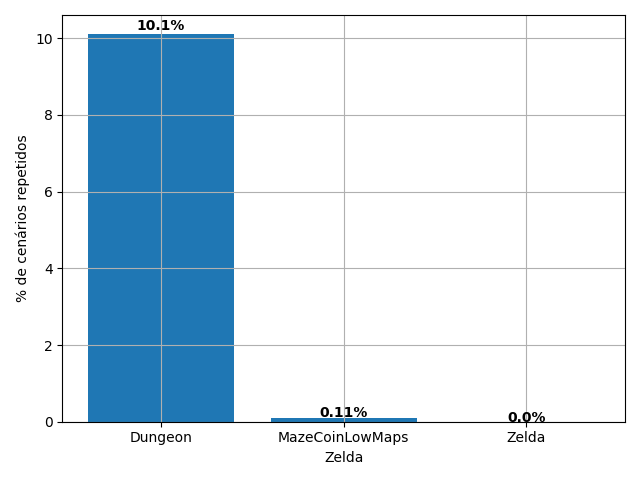 10.1%
0.11%
0.0%
10
8
6
4
2
0
% de cenários repetidos
Dungeon
MazeCoinLowMaps
Zelda
Zelda